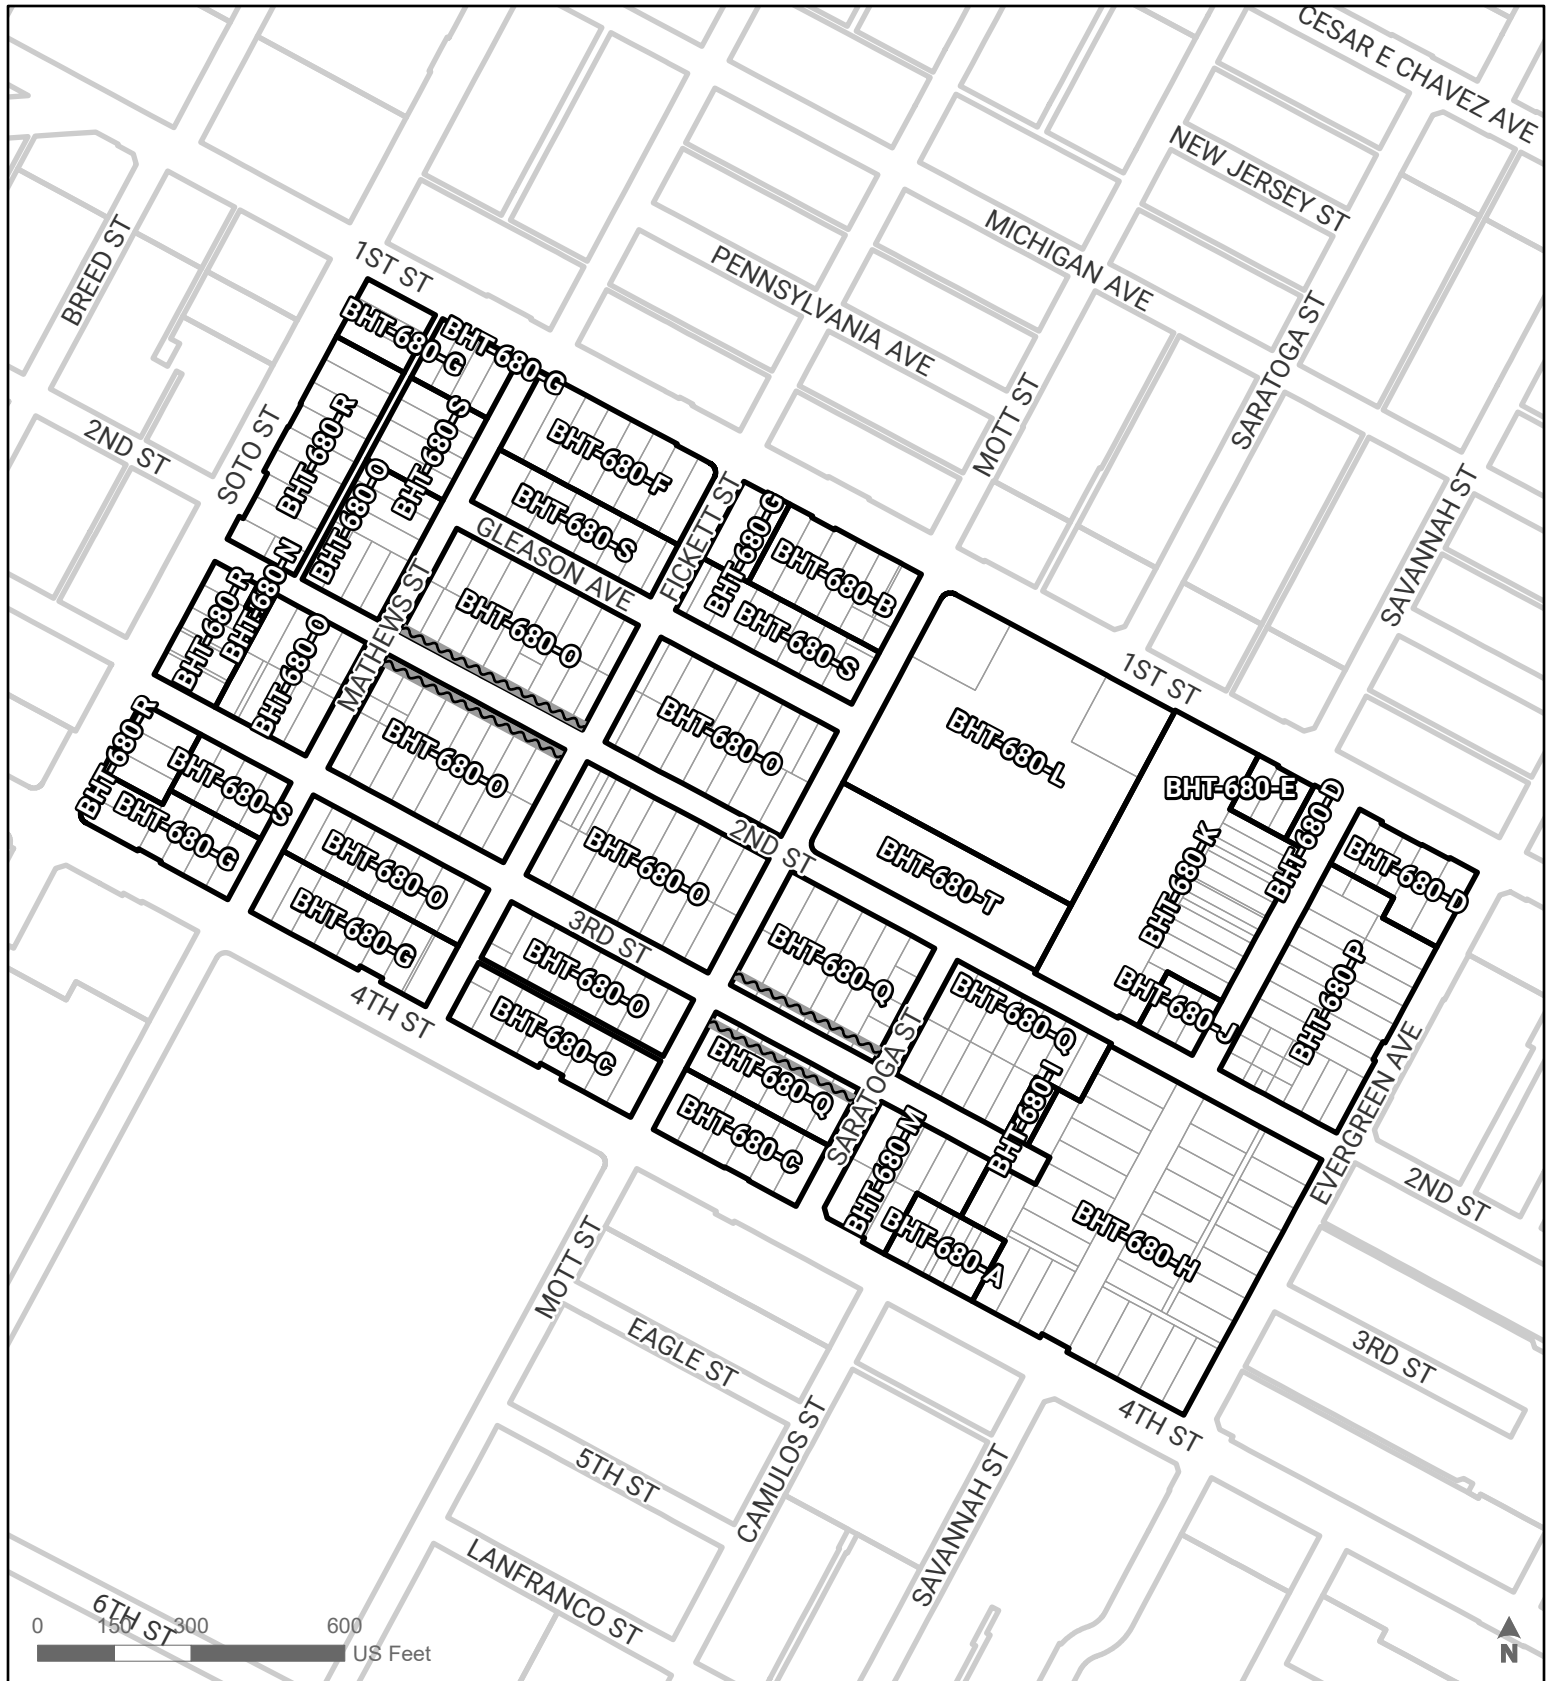 CESAR E CHAVEZ AVE
NEW JERSEY ST
MICHIGAN AVE
BREED ST
1ST ST
PENNSYLVANIA AVE
SARATOGA ST
BHT-680-G
BHT-680-G
MOTT ST
2ND ST
SOTO ST
BHT-680-R
BHT-680-S
BHT-680-F
BHT-680-O
BHT-680-S
FICKETT ST
BHT-680-G
BHT-680-B
SAVANNAH ST
GLEASON AVE
BHT-680-N
BHT-680-R
BHT-680-O
MATHEWS ST
BHT-680-O
BHT-680-S
1ST ST
BHT-680-R
BHT-680-S
BHT-680-G
BHT-680-O
BHT-680-O
BHT-680-L
BHT-680-E
BHT-680-D
BHT-680-K
BHT-680-D
2ND ST
BHT-680-T
BHT-680-O
BHT-680-O
BHT-680-G
3RD ST
BHT-680-Q
BHT-680-P
BHT-680-O
BHT-680-Q
BHT-680-J
4TH ST
BHT-680-C
SARATOGA ST
BHT-680-Q
BHT-680-I
EVERGREEN AVE
BHT-680-C
BHT-680-M
2ND ST
BHT-680-A
BHT-680-H
MOTT ST
EAGLE ST
3RD ST
4TH ST
CAMULOS ST
5TH ST
SAVANNAH ST
LANFRANCO ST
6TH ST
0 150 300 600
US Feet
N